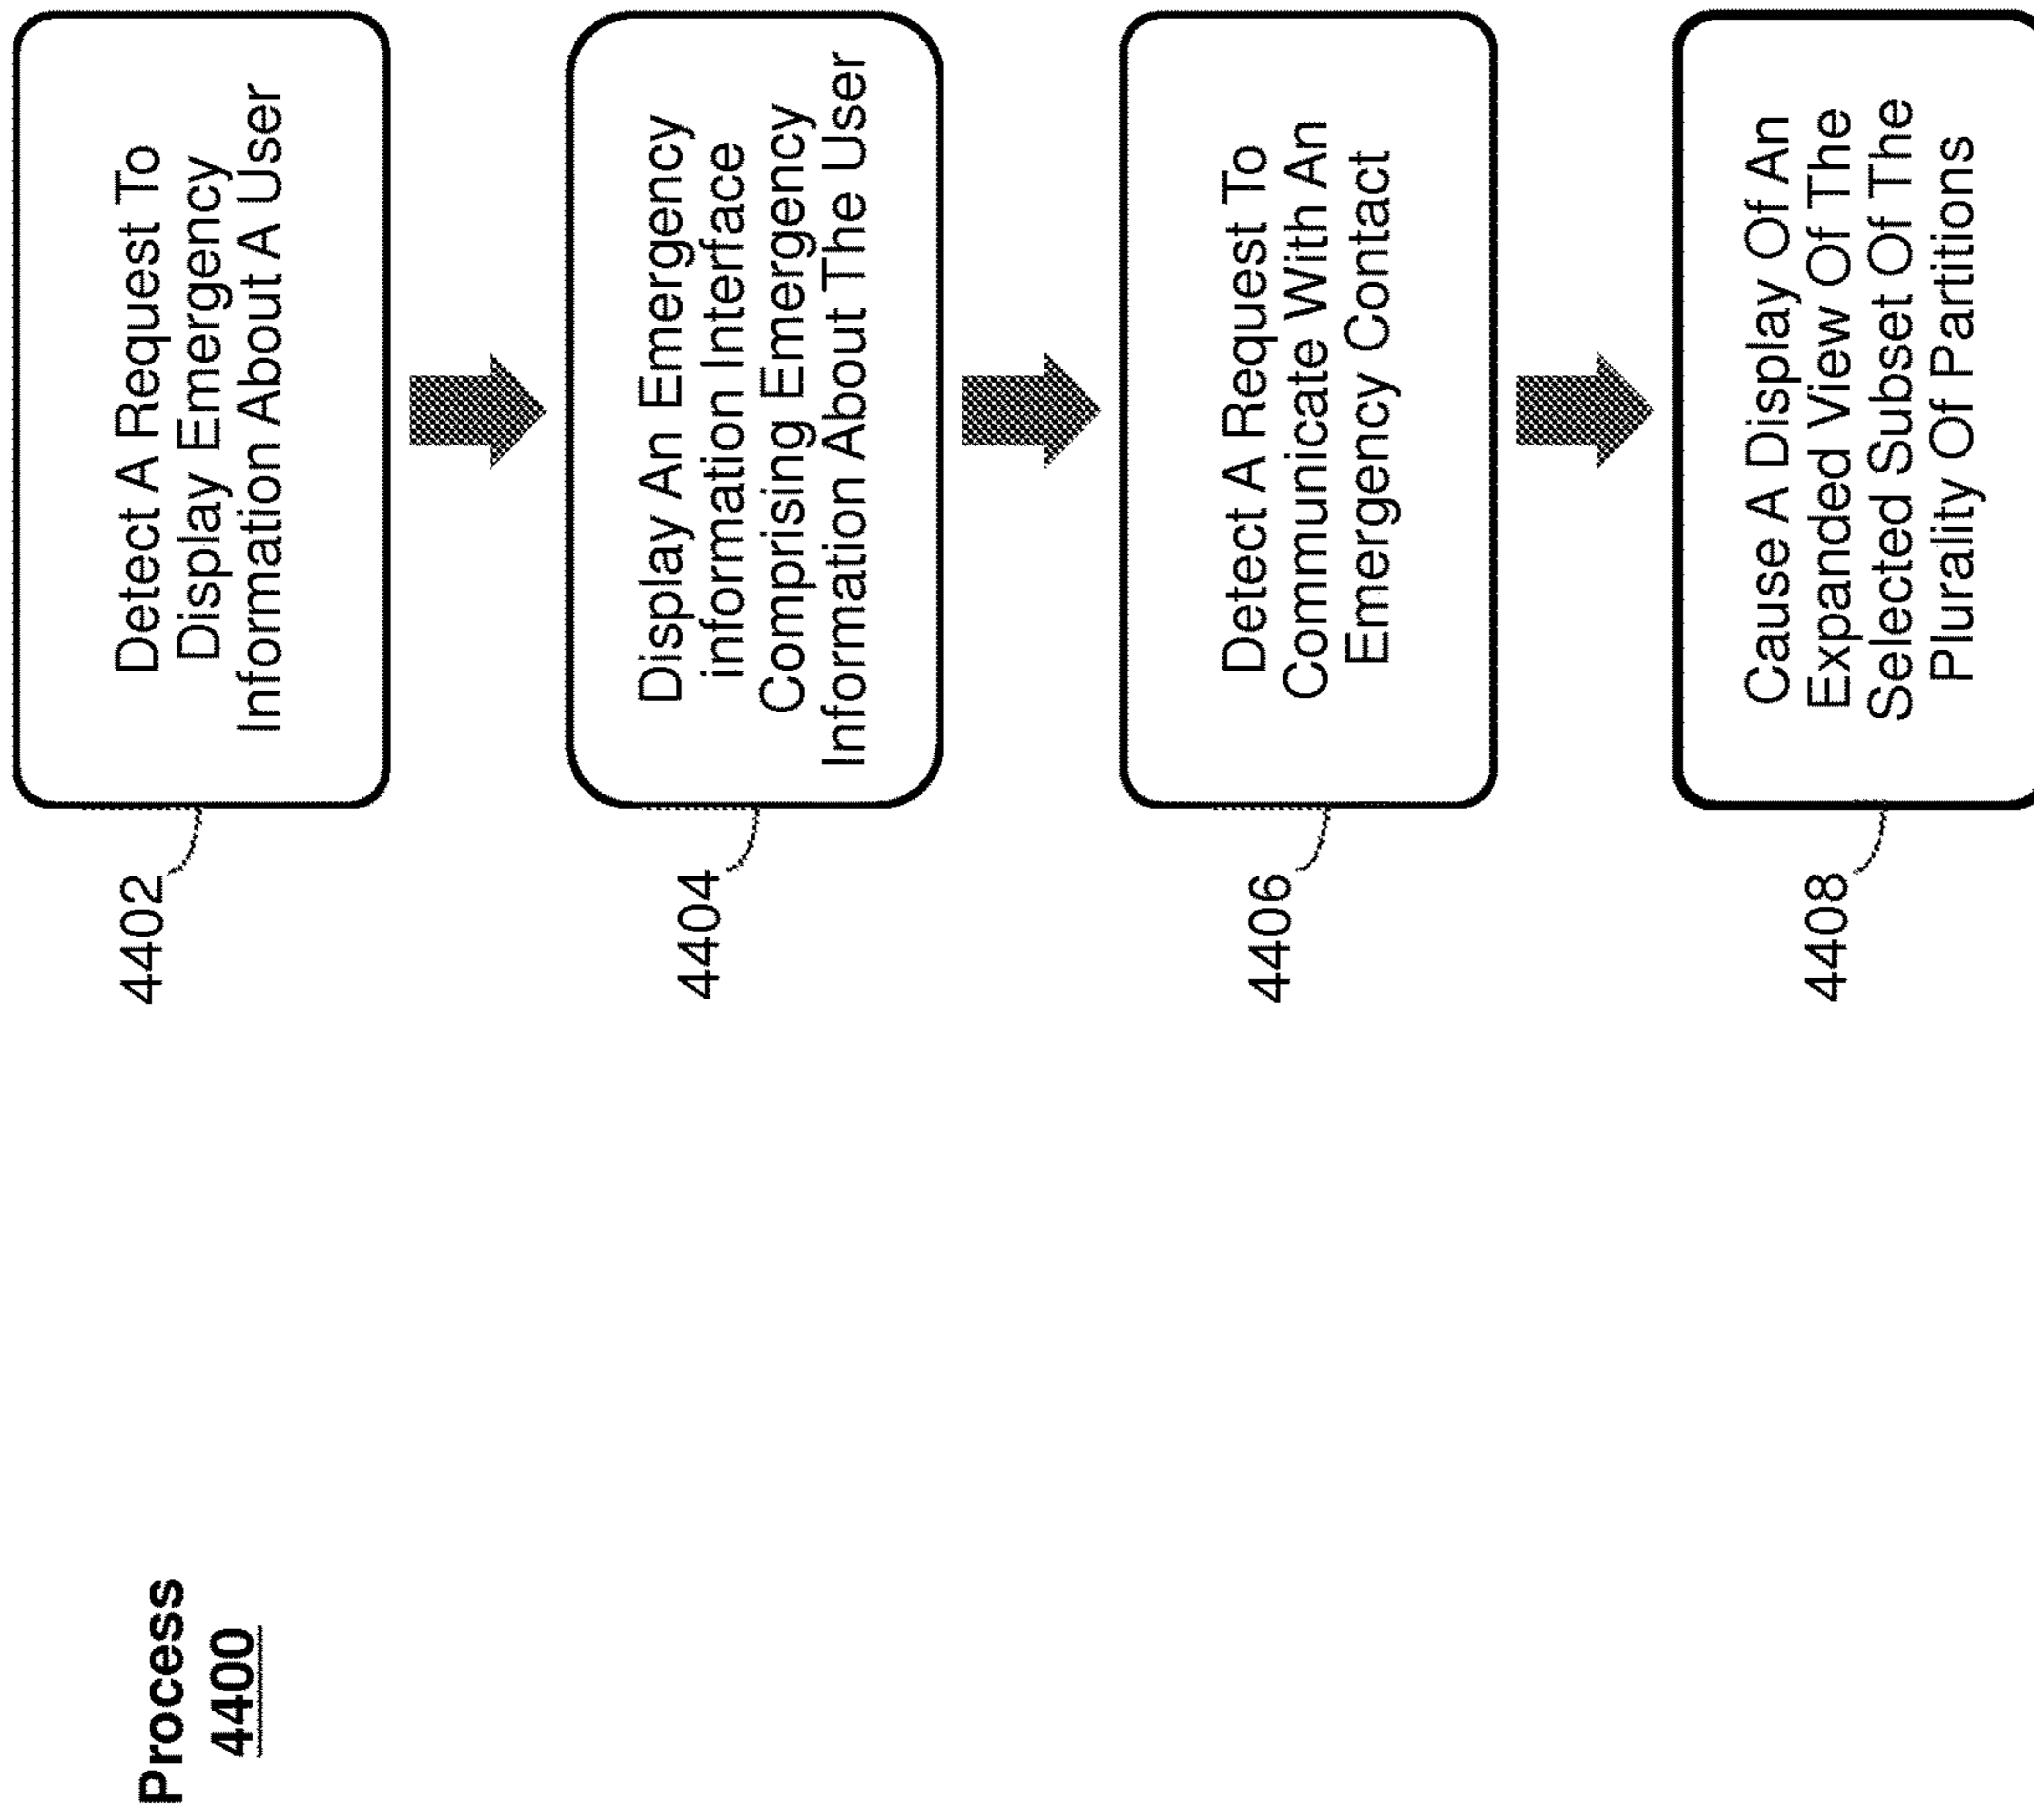 Process
4400
4402
Detect A Request To
Display Emergency
Information About A User
4404
Display An Emergency
information Interface
Comprising Emergency
Information About The User
4406
Detect A Request To
Communicate With An
Emergency Contact
4408
Cause A Display Of An
Expanded View Of The
Selected Subset Of The
Plurality Of Partitions